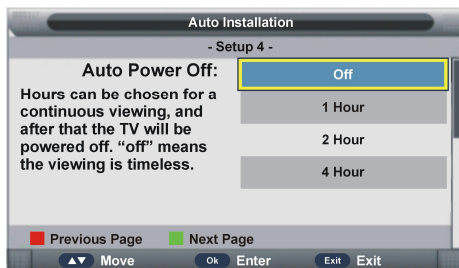 Auto Installation
- Setup 4 -
Auto Power Off:
Hours can be chosen for a
continuous viewing, and
after that the TV will be
powered off. “off” means
the viewing is timeless.
Off
1 Hour
2 Hour
4 Hour
Previous Page Next Page
▲▼ Move Ok Enter Exit Exit